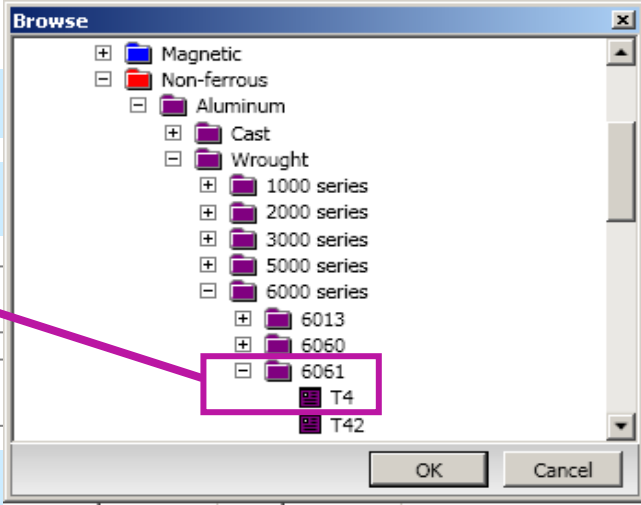 Browse
Magnetic
Non-ferrous
Aluminum
Cast
Wrought
1000 series
2000 series
3000 series
5000 series
6000 series
6013
6060
6061
T4
T42
OK Cancel